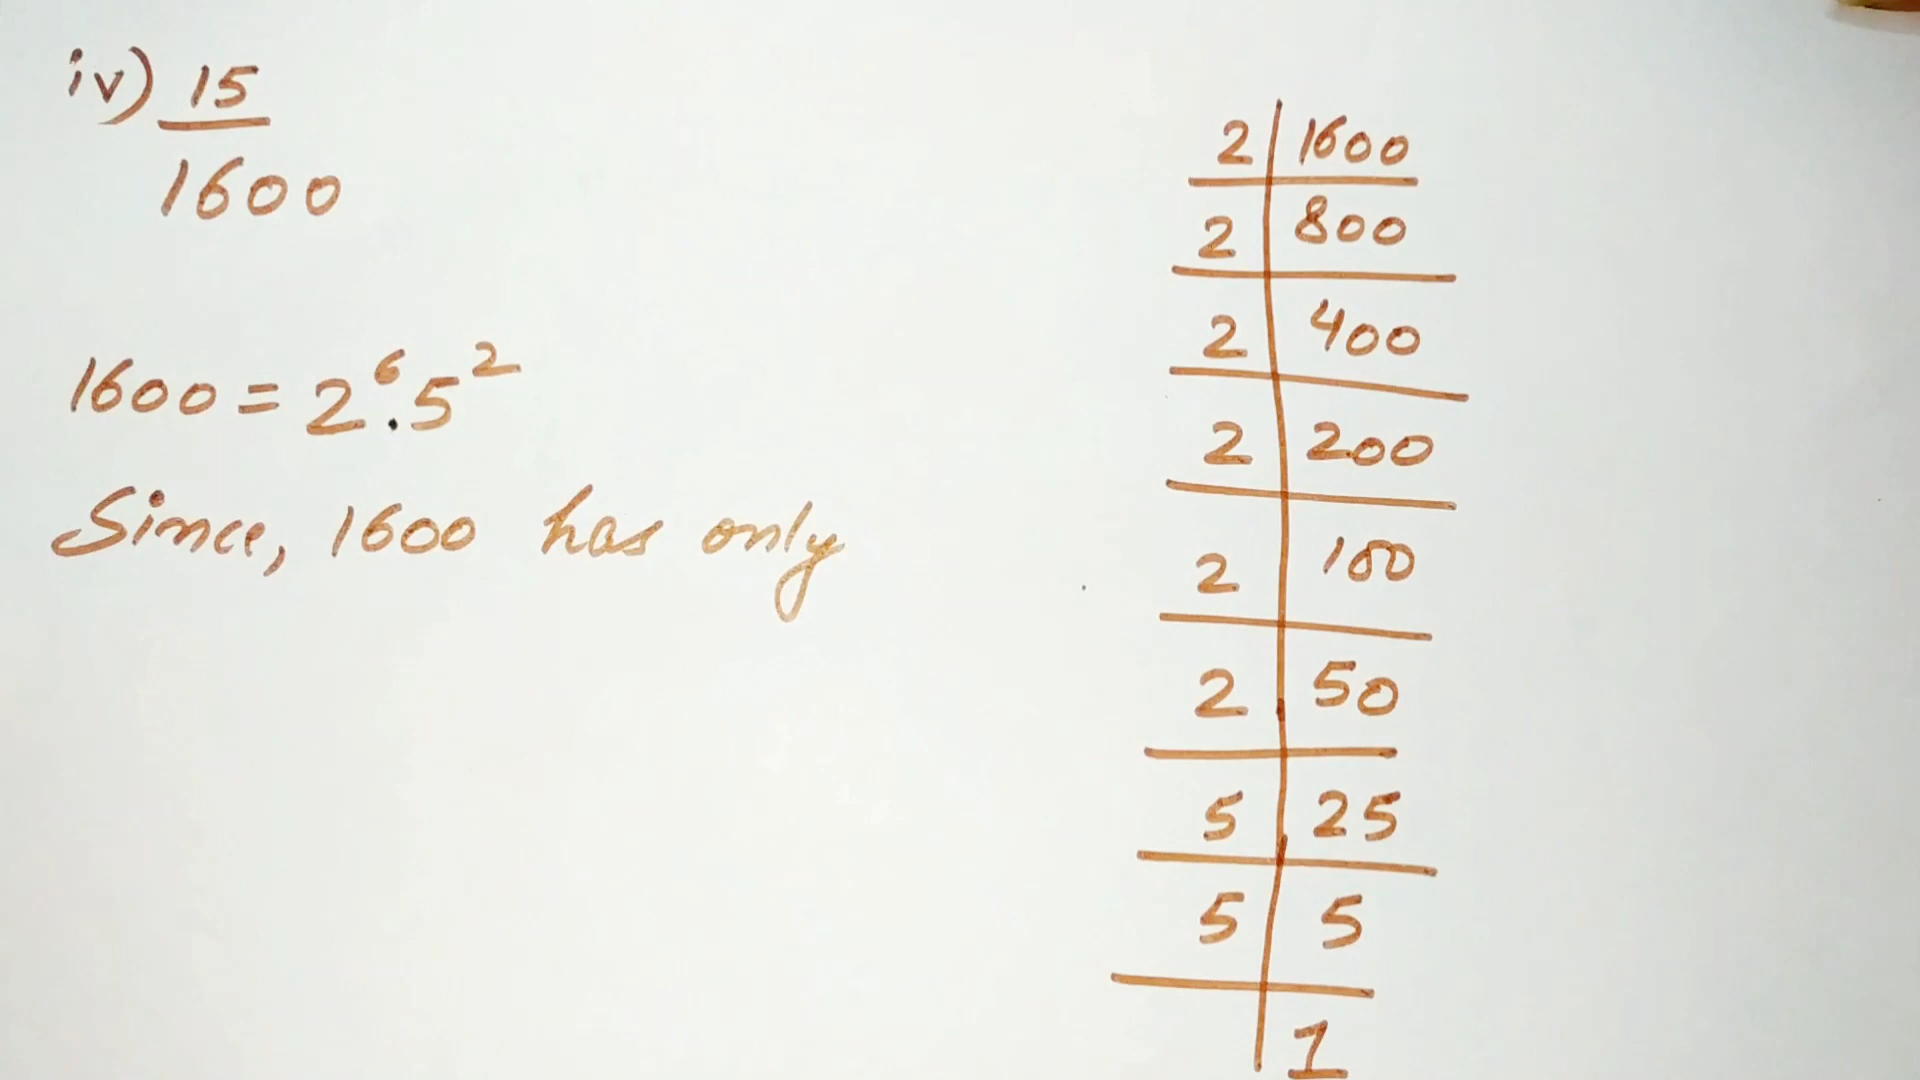 iv) 15
1600
1600 = 2⁶.5²
Since, 1600 has only
2 | 1600
2 | 800
2 | 400
2 | 200
2 | 100
2 | 50
5 | 25
5 | 5
1